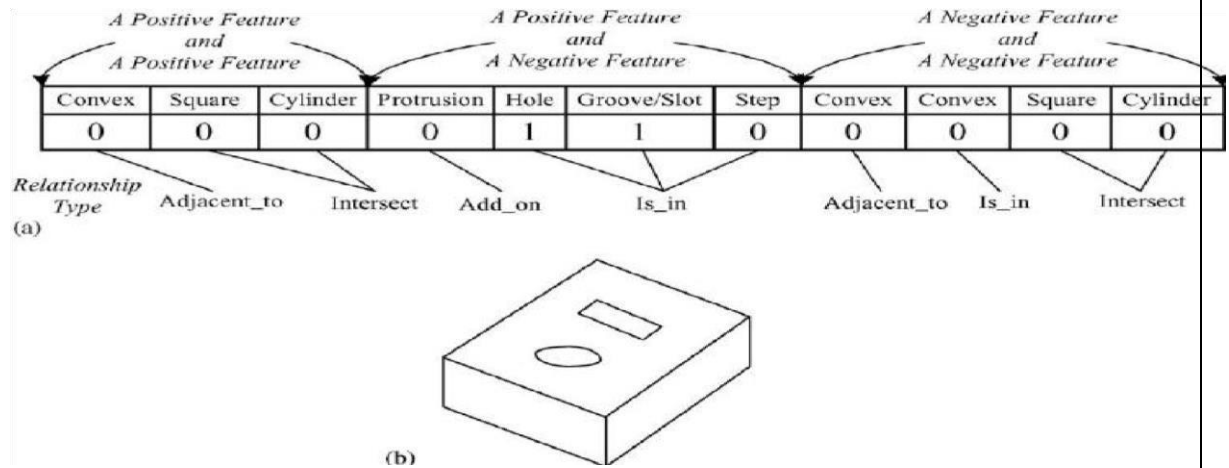 A Positive Feature
and
A Positive Feature
A Positive Feature
and
A Negative Feature
A Negative Feature
and
A Negative Feature
Convex Square Cylinder Protrusion Hole Groove/Slot Step Convex Convex Square Cylinder
0 0 0 0 1 1 0 0 0 0 0
Relationship
Type
Adjacent_to Intersect Add_on Is_in Adjacent_to Is_in Intersect
(a)
(b)